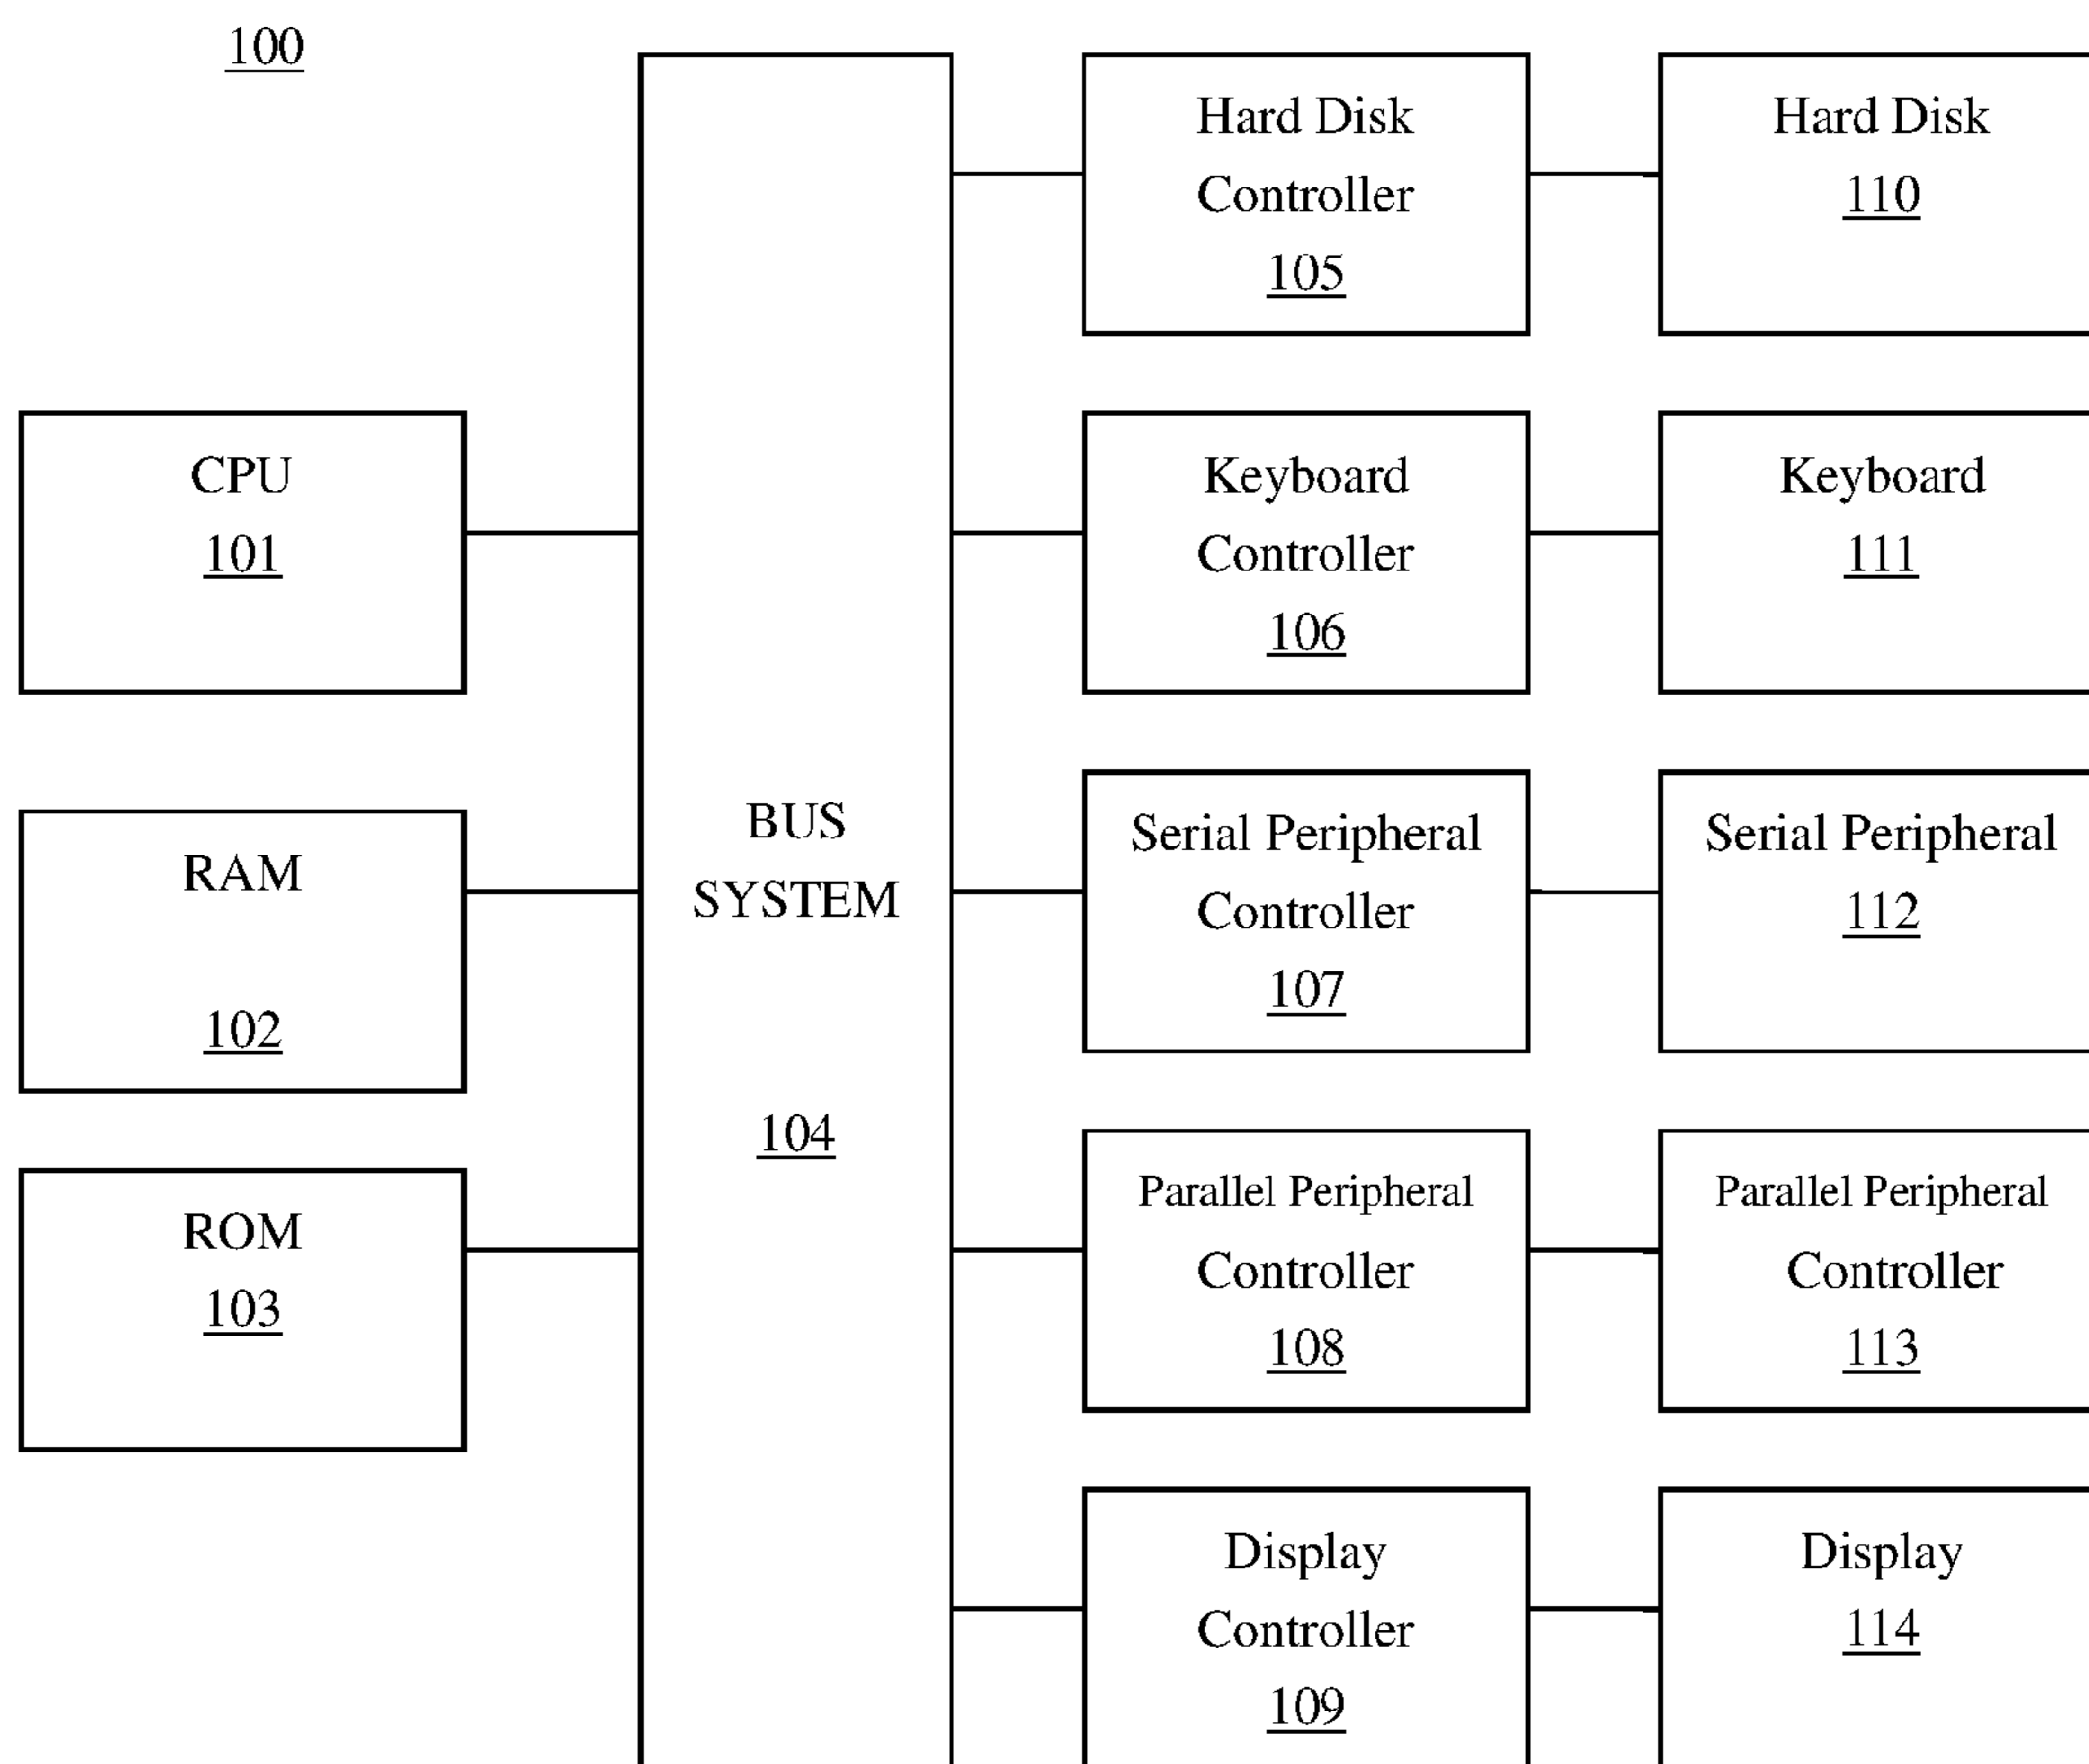 100
CPU
101
RAM
102
ROM
103
BUS
SYSTEM
104
Hard Disk
Controller
105
Hard Disk
110
Keyboard
Controller
106
Keyboard
111
Serial Peripheral
Controller
107
Serial Peripheral
112
Parallel Peripheral
Controller
108
Parallel Peripheral
Controller
113
Display
Controller
109
Display
114